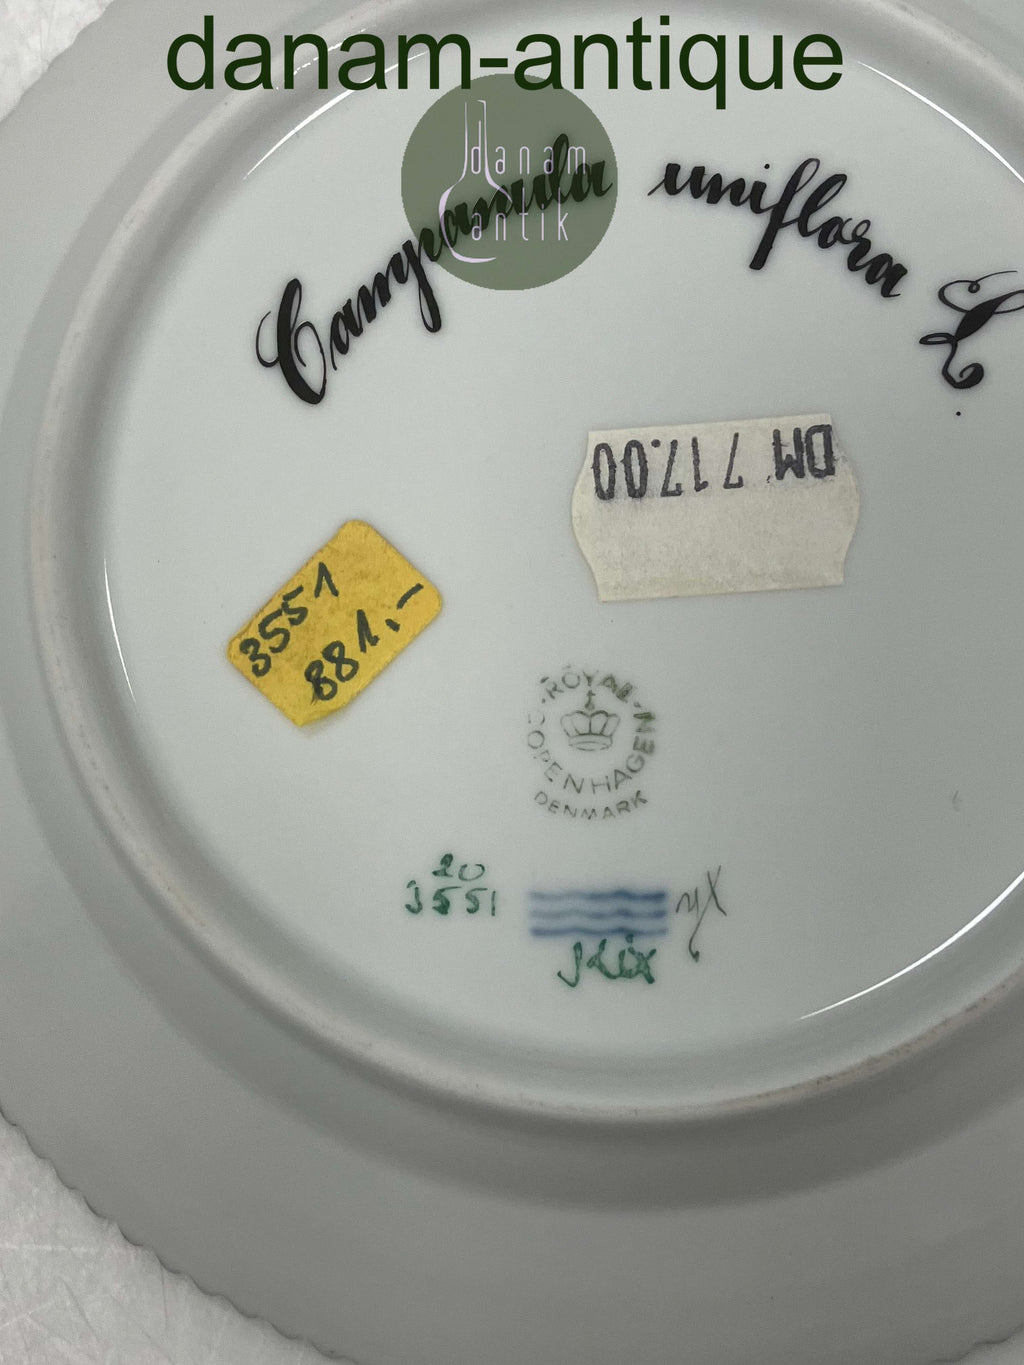 danam-antique
danam
antik
Campanula uniflora L.
DM 717.00
3551
881,-
ROYAL
COPENHAGEN
DENMARK
20
3551